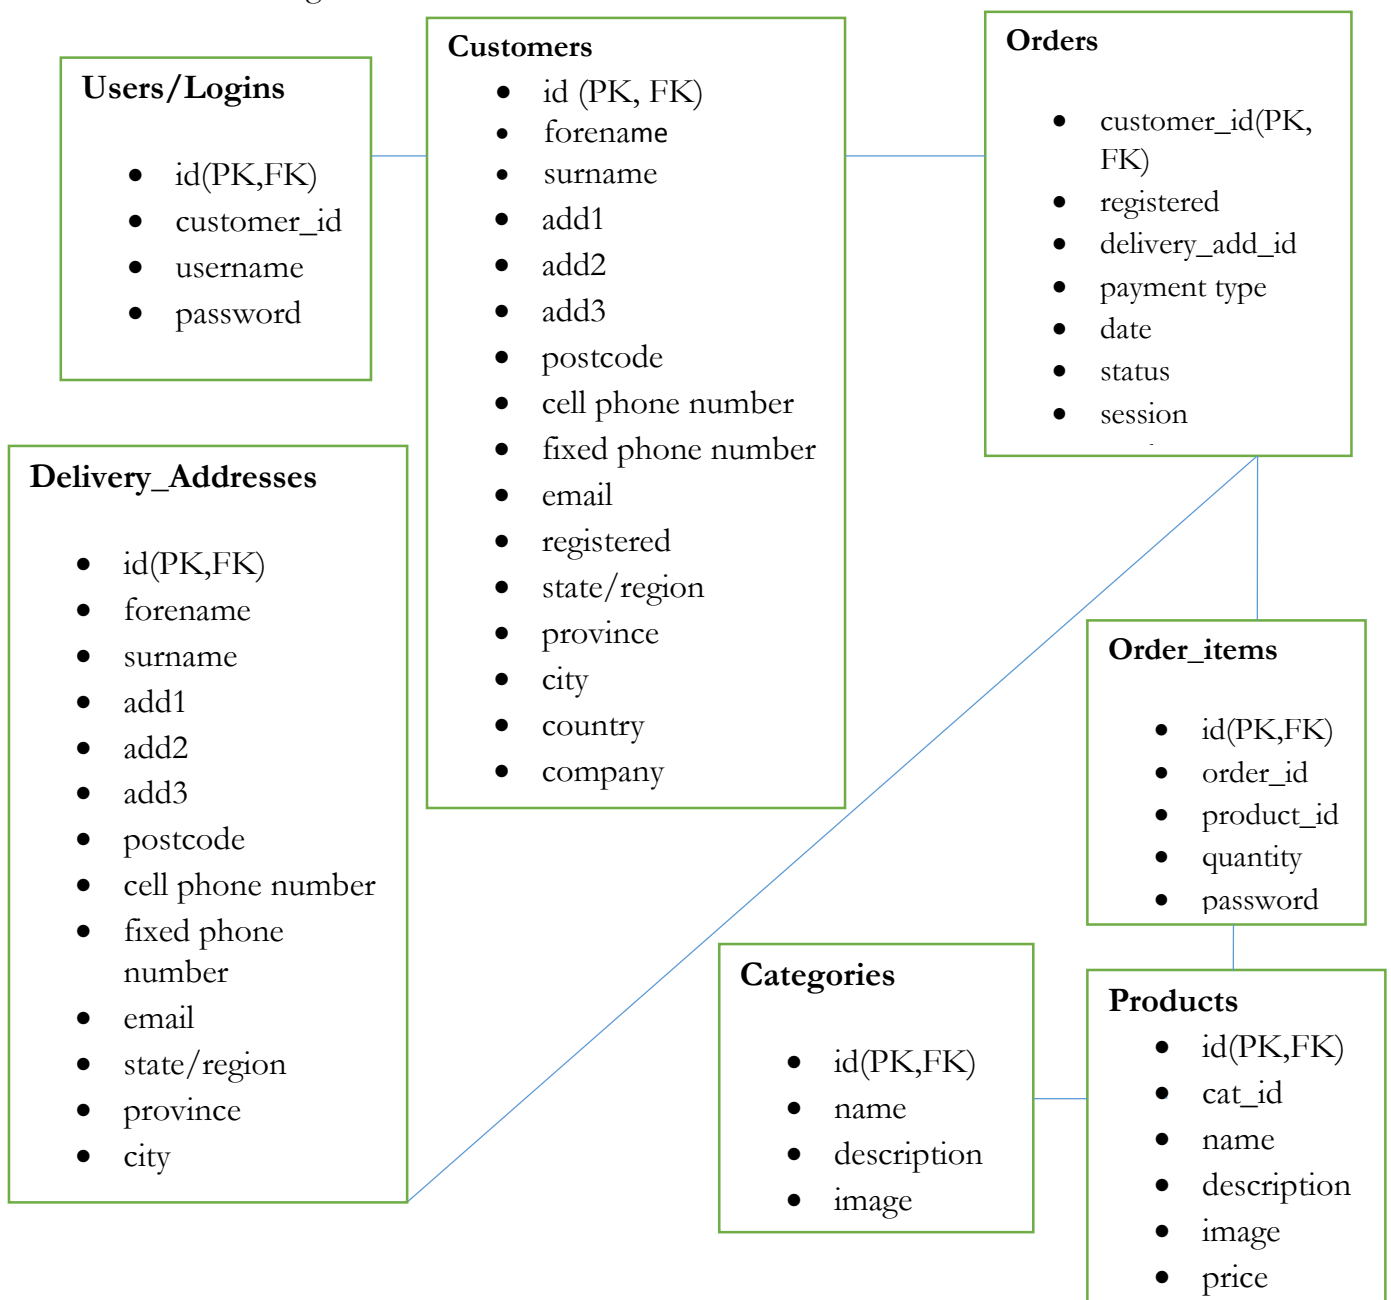 Users/Logins
id(PK,FK)
customer_id
username
password
Customers
id (PK, FK)
forename
surname
add1
add2
add3
postcode
cell phone number
fixed phone number
email
registered
state/region
province
city
country
company
Orders
customer_id(PK,
FK)
registered
delivery_add_id
payment type
date
status
session
Delivery_Addresses
id(PK,FK)
forename
surname
add1
add2
add3
postcode
cell phone number
fixed phone
number
email
state/region
province
city
Order_items
id(PK,FK)
order_id
product_id
quantity
password
Categories
id(PK,FK)
name
description
image
Products
id(PK,FK)
cat_id
name
description
image
price